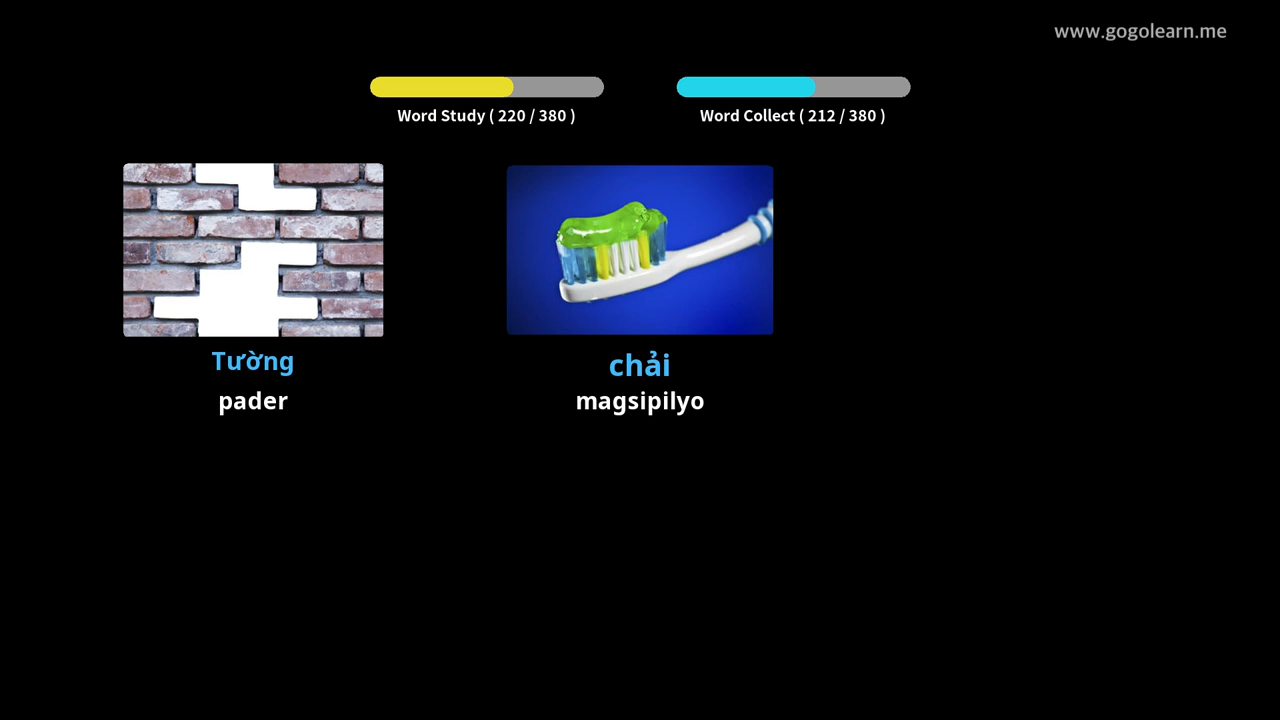 www.gogolearn.me
Word Study ( 220 / 380 )
Word Collect ( 212 / 380 )
Tường
pader
chải
magsipilyo